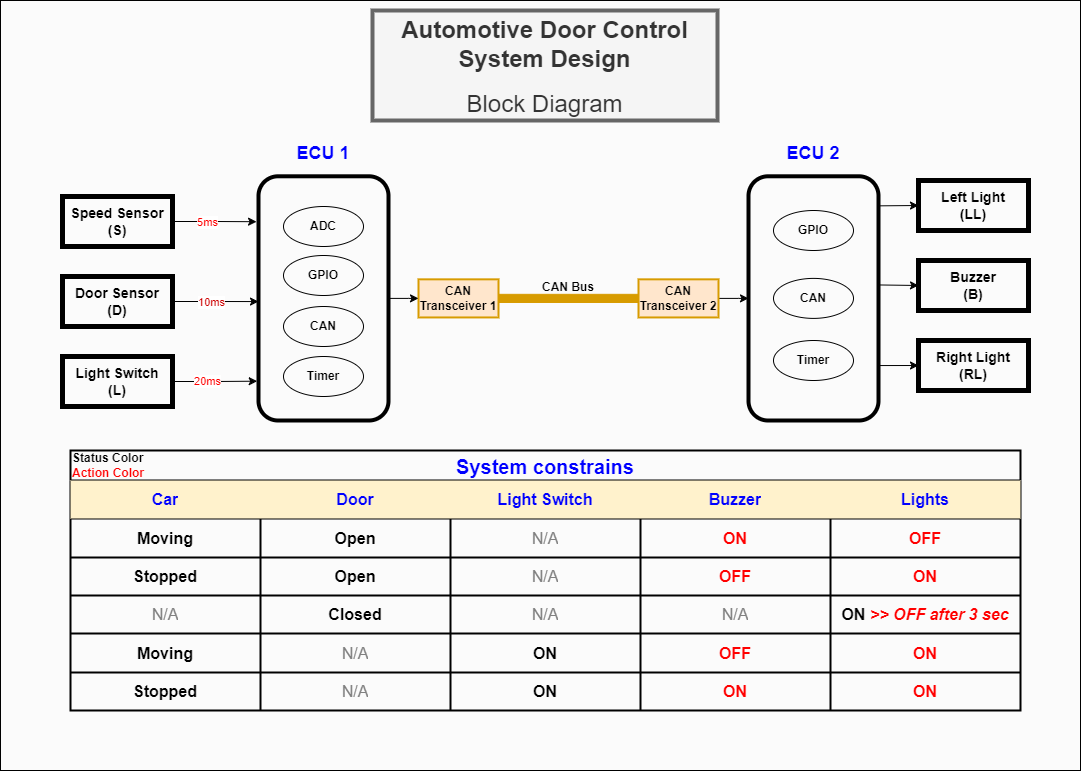 Automotive Door Control
System Design
Block Diagram
ECU 1
ECU 2
Speed Sensor
(S)
5ms
Door Sensor
(D)
10ms
Light Switch
(L)
20ms
ADC
GPIO
CAN
Timer
CAN
Transceiver 1
CAN Bus
CAN
Transceiver 2
GPIO
CAN
Timer
Left Light
(LL)
Buzzer
(B)
Right Light
(RL)
Status Color
Action Color
System constrains
Car Door Light Switch Buzzer Lights
Moving Open N/A ON OFF
Stopped Open N/A OFF ON
N/A Closed N/A N/A ON >> OFF after 3 sec
Moving N/A ON OFF ON
Stopped N/A ON ON ON